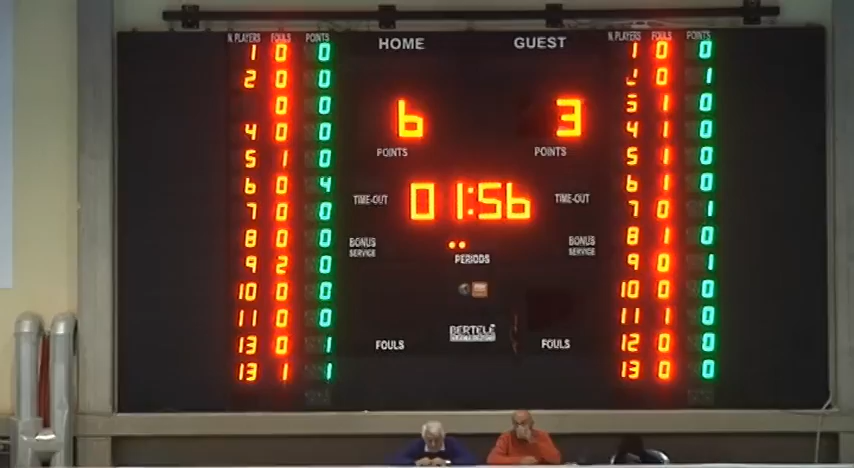 N. PLAYERS FOULS POINTS HOME GUEST N. PLAYERS FOULS POINTS
1 0 0 1 0 0
2 0 0 1 0 1
0 0 5 1 0
4 0 0 6 3 4 1 0
5 1 0 POINTS POINTS 5 1 0
6 0 4 TIME-OUT 01:56 TIME-OUT 6 1 0
7 0 0 7 0 1
8 0 0 BONUS SERVICE PERIODS BONUS SERVICE 8 1 0
9 2 0 9 0 1
10 0 0 10 0 0
11 0 0 BERTELÈ 11 1 0
13 0 1 FOULS FOULS 12 0 0
13 1 1 13 0 0